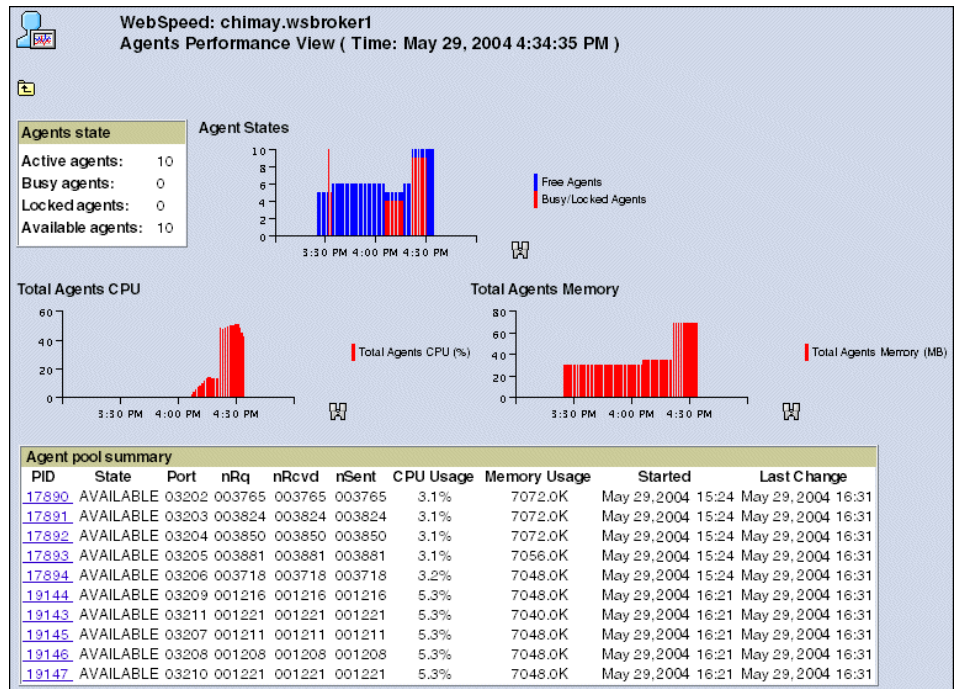 WebSpeed: chimay.wsbroker1
Agents Performance View ( Time: May 29, 2004 4:34:35 PM )
Agents state
Active agents: 10
Busy agents: 0
Locked agents: 0
Available agents: 10
Agent States
10
8
6
4
2
0
3:30 PM 4:00 PM 4:30 PM
Free Agents
Busy/Locked Agents
Total Agents CPU
60
40
20
0
3:30 PM 4:00 PM 4:30 PM
Total Agents CPU (%)
Total Agents Memory
80
60
40
20
0
3:30 PM 4:00 PM 4:30 PM
Total Agents Memory (MB)
Agent pool summary
PID State Port nRq nRcvd nSent CPU Usage Memory Usage Started Last Change
17890 AVAILABLE 03202 003765 003765 003765 3.1% 7072.0K May 29,2004 15:24 May 29,2004 16:31
17891 AVAILABLE 03203 003824 003824 003824 3.1% 7072.0K May 29,2004 15:24 May 29,2004 16:31
17892 AVAILABLE 03204 003850 003850 003850 3.1% 7072.0K May 29,2004 15:24 May 29,2004 16:31
17893 AVAILABLE 03205 003881 003881 003881 3.1% 7056.0K May 29,2004 15:24 May 29,2004 16:31
17894 AVAILABLE 03206 003718 003718 003718 3.2% 7048.0K May 29,2004 15:24 May 29,2004 16:31
19144 AVAILABLE 03209 001216 001216 001216 5.3% 7048.0K May 29,2004 16:21 May 29,2004 16:31
19143 AVAILABLE 03211 001221 001221 001221 5.3% 7040.0K May 29,2004 16:21 May 29,2004 16:31
19145 AVAILABLE 03207 001211 001211 001211 5.3% 7048.0K May 29,2004 16:21 May 29,2004 16:31
19146 AVAILABLE 03208 001208 001208 001208 5.3% 7048.0K May 29,2004 16:21 May 29,2004 16:31
19147 AVAILABLE 03210 001221 001221 001221 5.3% 7048.0K May 29,2004 16:21 May 29,2004 16:31